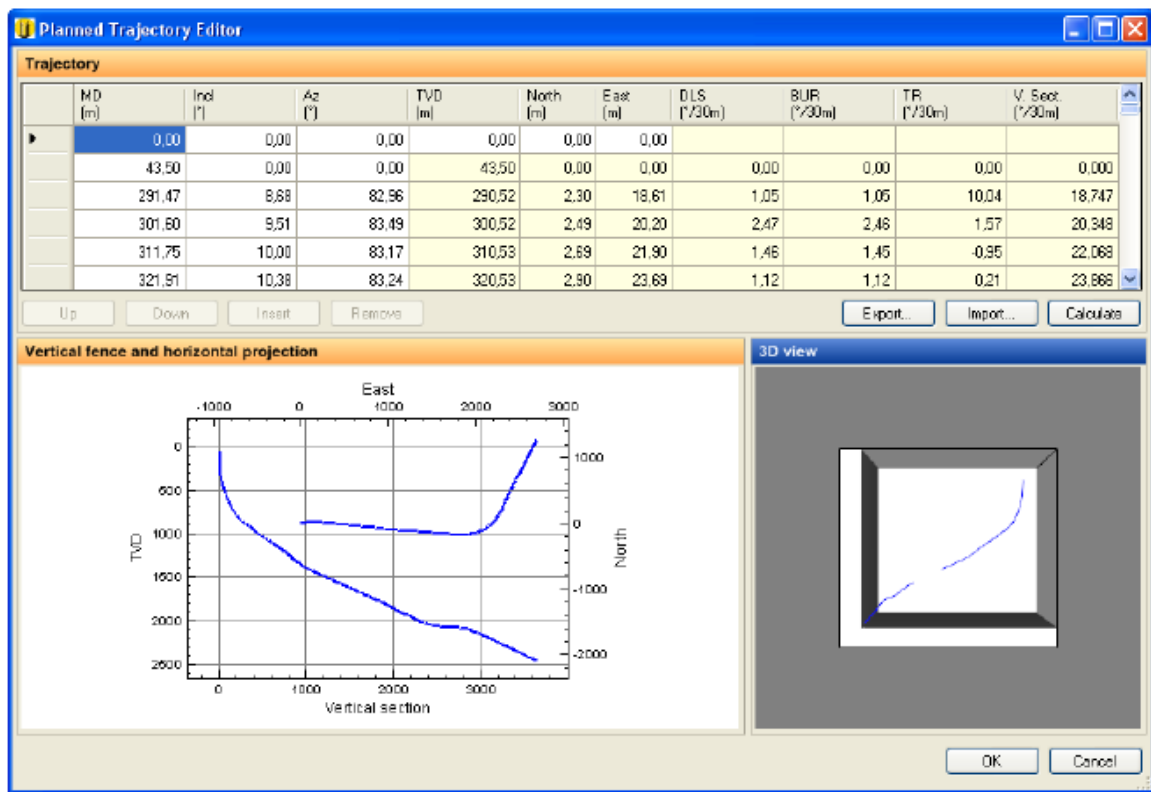 Planned Trajectory Editor
Trajectory
MD Incl Az TVD North East DLS BUR TR V. Sect.
(m) (°) (°) (m) (m) (m) (°/30m) (°/30m) (°/30m) (°/30m)
0,00 0,00 0,00 0,00 0,00 0,00
43,50 0,00 0,00 43,50 0,00 0,00 0,00 0,00 0,00 0,000
291,47 8,68 82,96 290,52 2,30 18,61 1,05 1,05 10,04 18,747
301,60 9,51 83,49 300,52 2,49 20,20 2,47 2,46 1,57 20,348
311,75 10,00 83,17 310,53 2,69 21,90 1,46 1,45 -0,95 22,068
321,91 10,38 83,24 320,53 2,90 23,69 1,12 1,12 0,21 23,866
Up Down Insert Remove Export... Import... Calculate
Vertical fence and horizontal projection
East
-1000 0 1000 2000 3000
0
500
1000
1500
2000
2500
TVD
1000
0
-1000
-2000
North
0 1000 2000 3000
Vertical section
3D view
OK Cancel